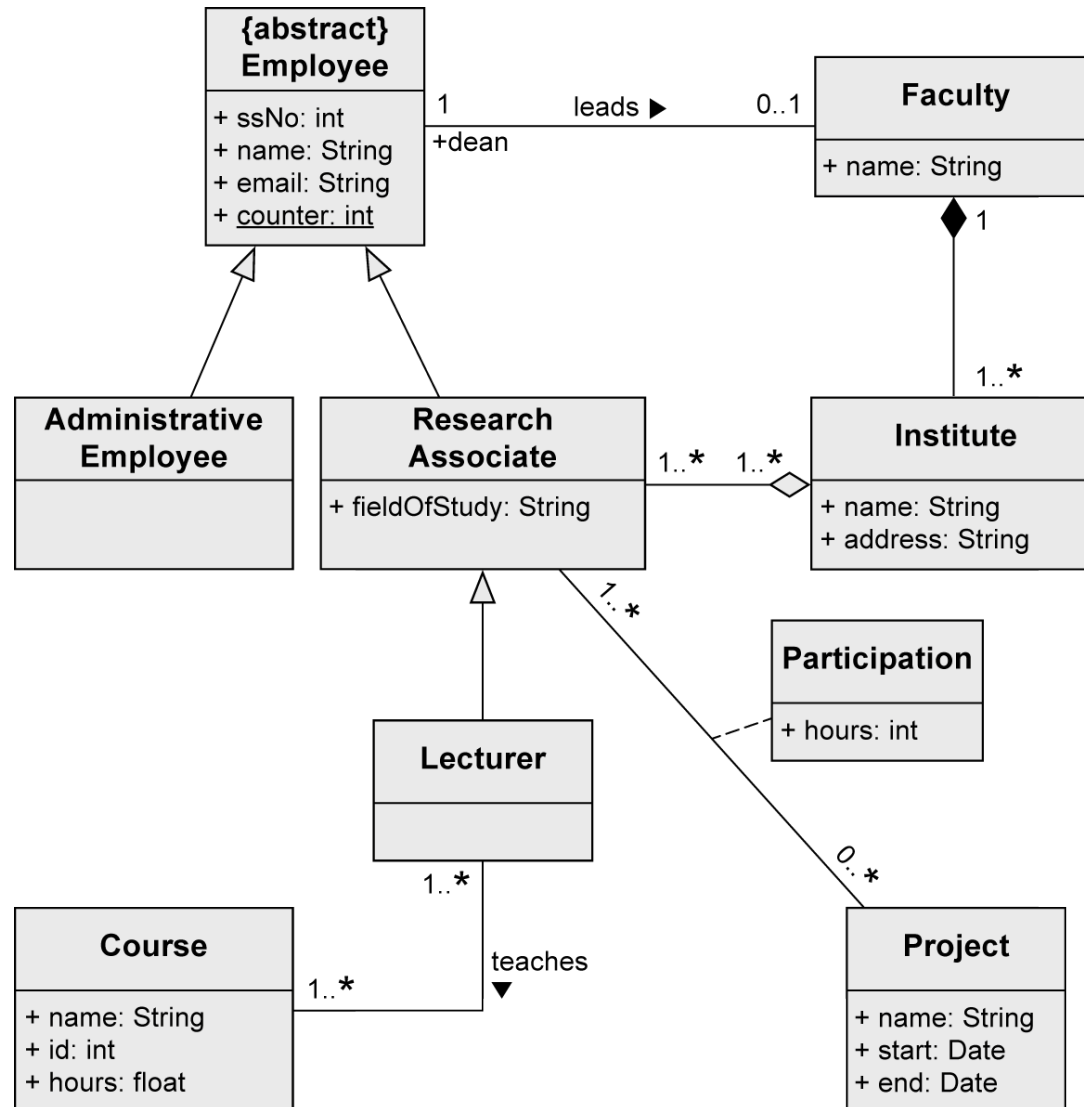 {abstract}
Employee
+ ssNo: int
+ name: String
+ email: String
+ counter: int
1
leads ▶
0..1
+dean
Faculty
+ name: String
1
1..*
Administrative
Employee
Research
Associate
+ fieldOfStudy: String
1..*
1..*
Institute
+ name: String
+ address: String
1..*
Participation
+ hours: int
0..*
Lecturer
1..*
teaches
▼
1..*
Course
+ name: String
+ id: int
+ hours: float
Project
+ name: String
+ start: Date
+ end: Date